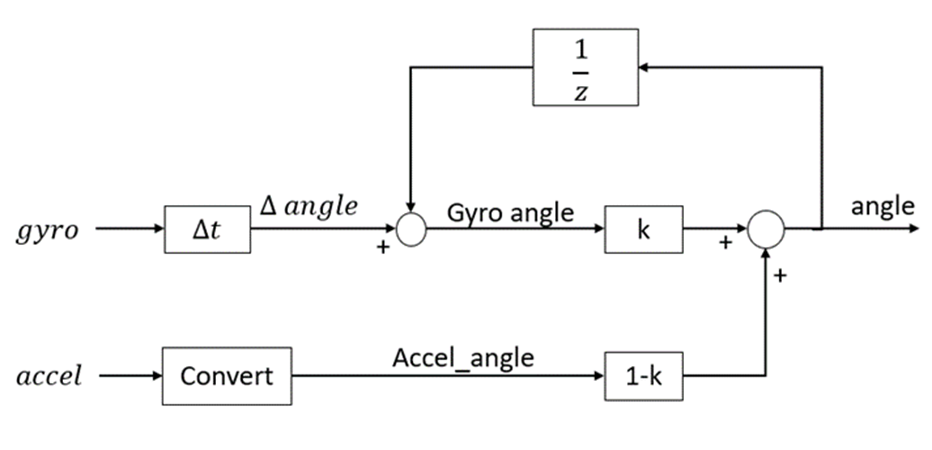 1
z
gyro
Δt
Δ angle
+
Gyro angle
k
+
angle
+
accel
Convert
Accel_angle
1-k